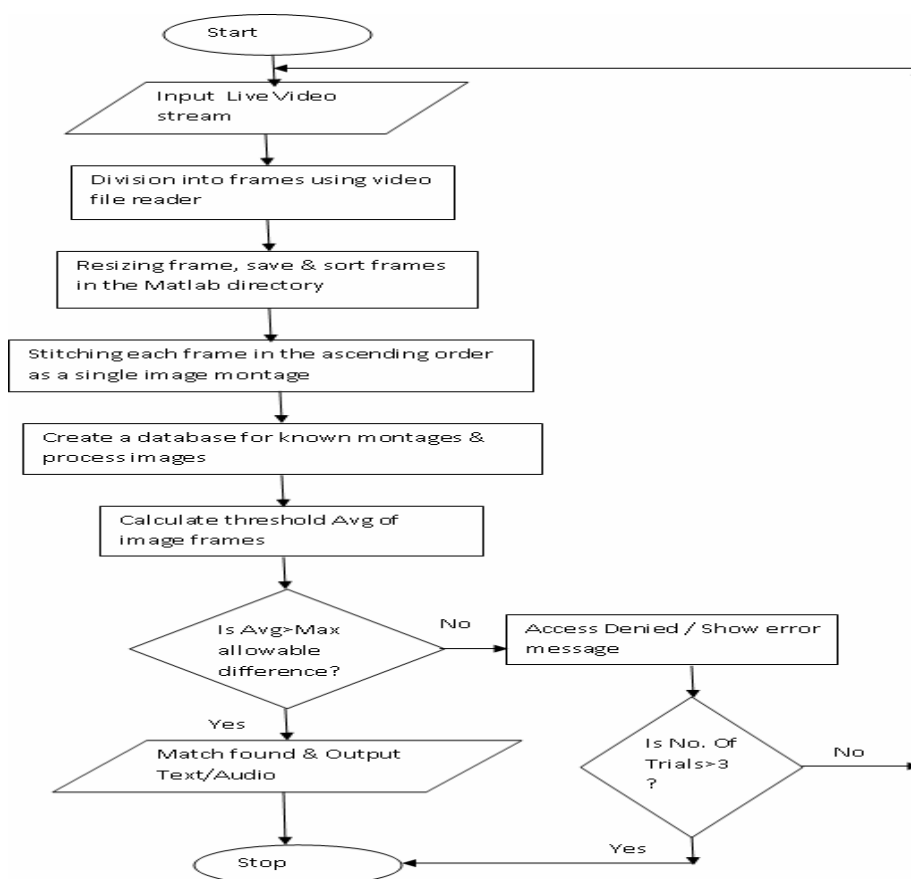 Start
Input Live Video
stream
Division into frames using video
file reader
Resizing frame, save & sort frames
in the Matlab directory
Stitching each frame in the ascending order
as a single image montage
Create a database for known montages &
process images
Calculate threshold Avg of
image frames
Is Avg>Max
allowable
difference?
No
Access Denied / Show error
message
Yes
Match found & Output
Text/Audio
Is No. Of
Trials>3
?
No
Yes
Stop